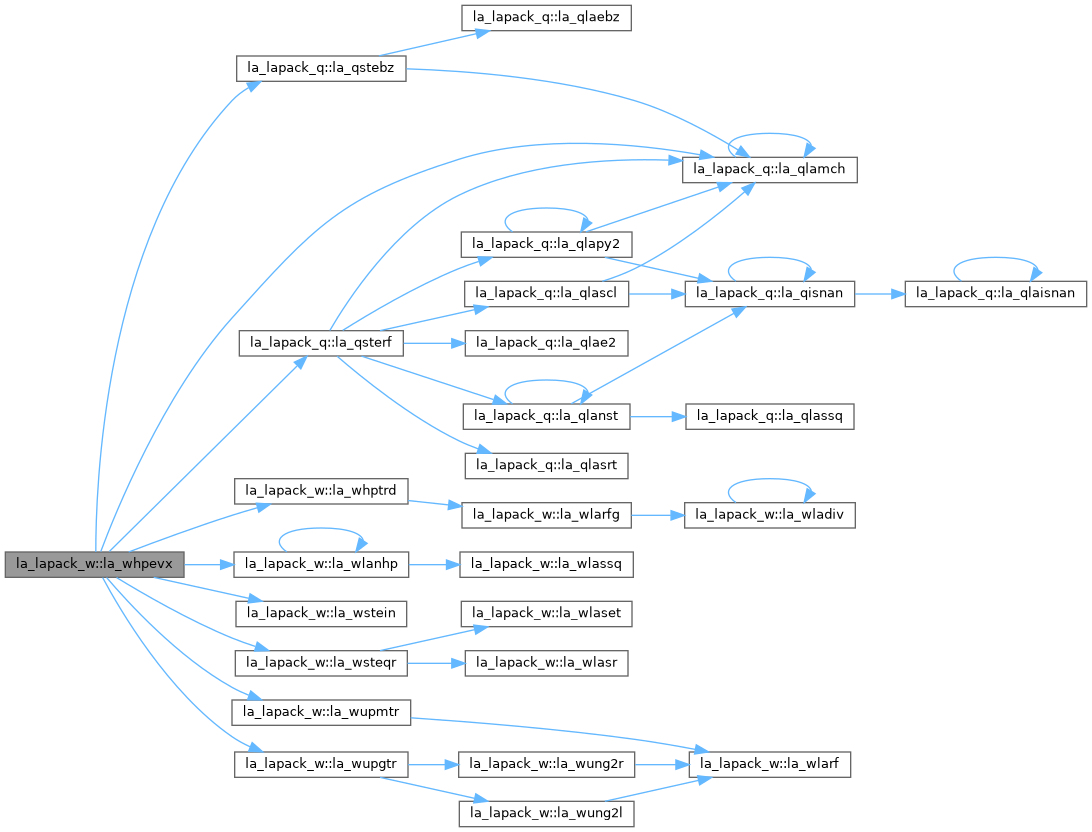 la_lapack_q::la_qlaebz
la_lapack_q::la_qstebz
la_lapack_q::la_qlamch
la_lapack_q::la_qlapy2
la_lapack_q::la_qlascl
la_lapack_q::la_qisnan
la_lapack_q::la_qlaisnan
la_lapack_q::la_qsterf
la_lapack_q::la_qlae2
la_lapack_q::la_qlanst
la_lapack_q::la_qlassq
la_lapack_q::la_qlasrt
la_lapack_w::la_whptrd
la_lapack_w::la_wlarfg
la_lapack_w::la_wladiv
la_lapack_w::la_whpevx
la_lapack_w::la_wlanhp
la_lapack_w::la_wlassq
la_lapack_w::la_wstein
la_lapack_w::la_wlaset
la_lapack_w::la_wsteqr
la_lapack_w::la_wlasr
la_lapack_w::la_wupmtr
la_lapack_w::la_wupgtr
la_lapack_w::la_wung2r
la_lapack_w::la_wlarf
la_lapack_w::la_wung2l